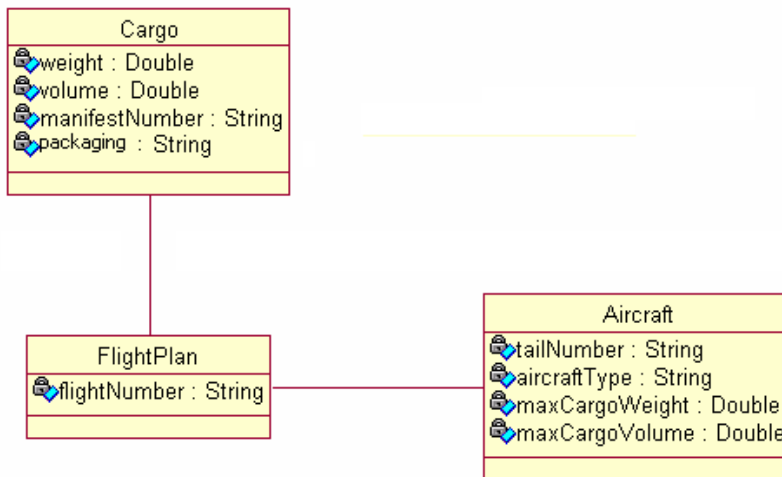 Cargo
weight : Double
volume : Double
manifestNumber : String
packaging : String
FlightPlan
flightNumber : String
Aircraft
tailNumber : String
aircraftType : String
maxCargoWeight : Double
maxCargoVolume : Double